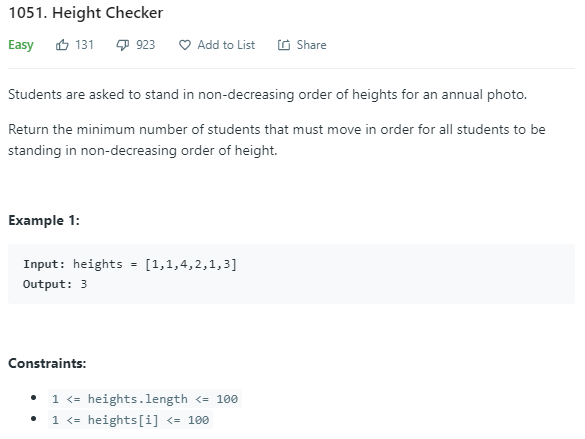 1051. Height Checker
Easy 131 923 Add to List Share
Students are asked to stand in non-decreasing order of heights for an annual photo.
Return the minimum number of students that must move in order for all students to be
standing in non-decreasing order of height.
Example 1:
Input: heights = [1,1,4,2,1,3]
Output: 3
Constraints:
• 1 <= heights.length <= 100
• 1 <= heights[i] <= 100